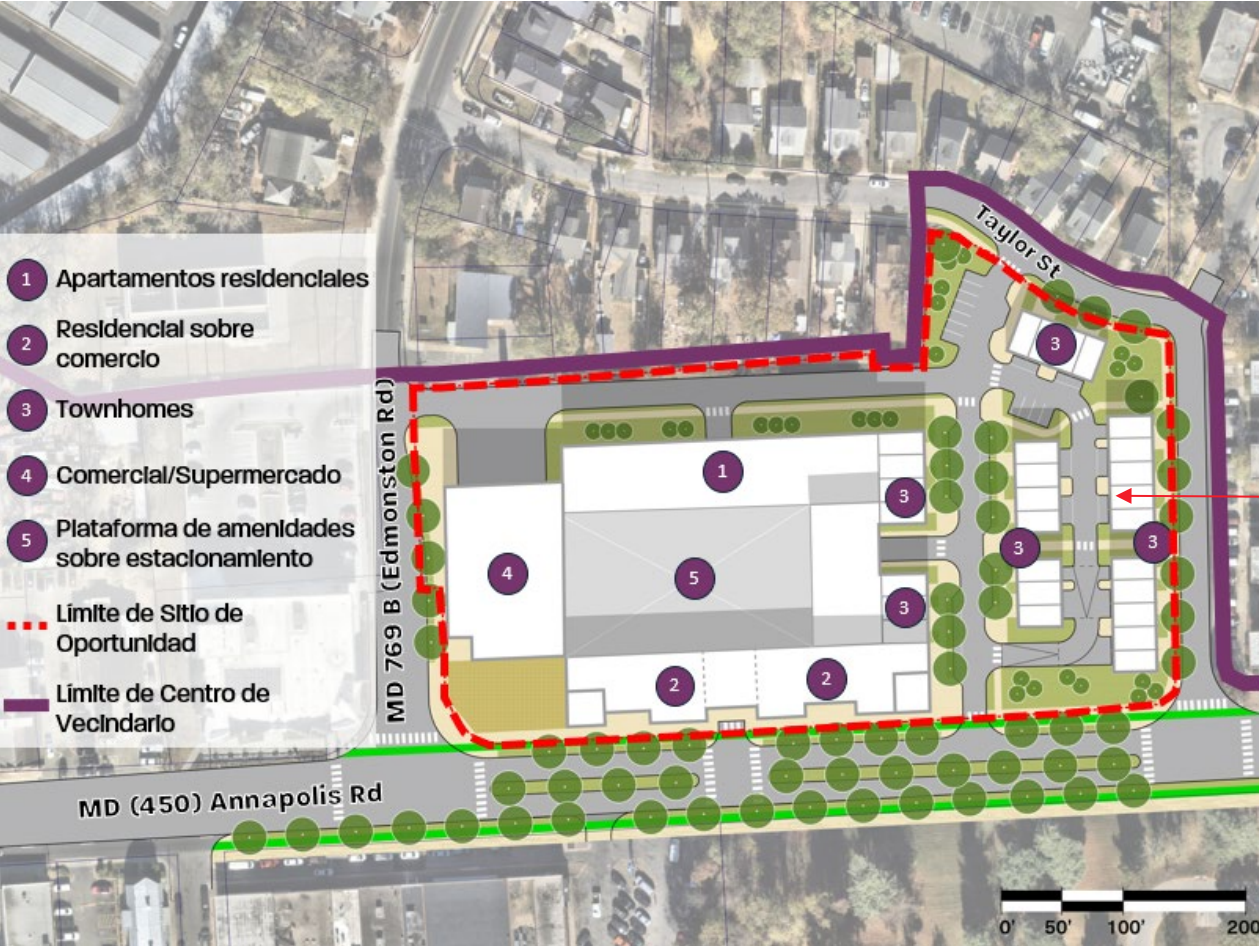 1 Apartamentos residenciales
2 Residencial sobre
comercio
3 Townhomes
4 Comercial/Supermercado
5 Plataforma de amenidades
sobre estacionamiento
Límite de Sitio de
Oportunidad
Límite de Centro de
Vecindario
MD 769 B (Edmonston Rd)
Taylor St
3
1
3
3
3
4
5
3
2
2
MD (450) Annapolis Rd
0' 50' 100' 200